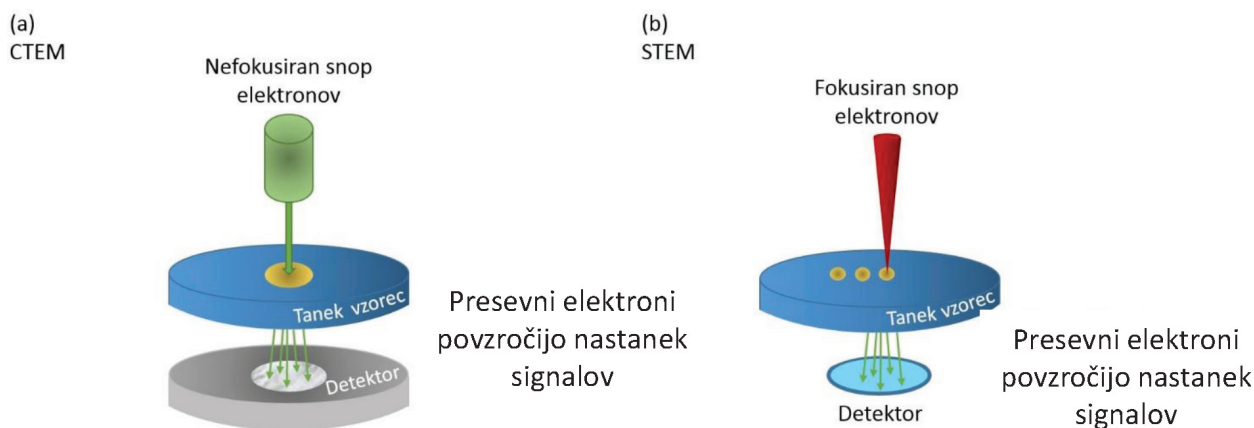 (a)
CTEM
Nefokusiran snop
elektronov
Tanek vzorec
Detektor
Presevni elektroni
povzročijo nastanek
signalov
(b)
STEM
Fokusiran snop
elektronov
Tanek vzorec
Detektor
Presevni elektroni
povzročijo nastanek
signalov